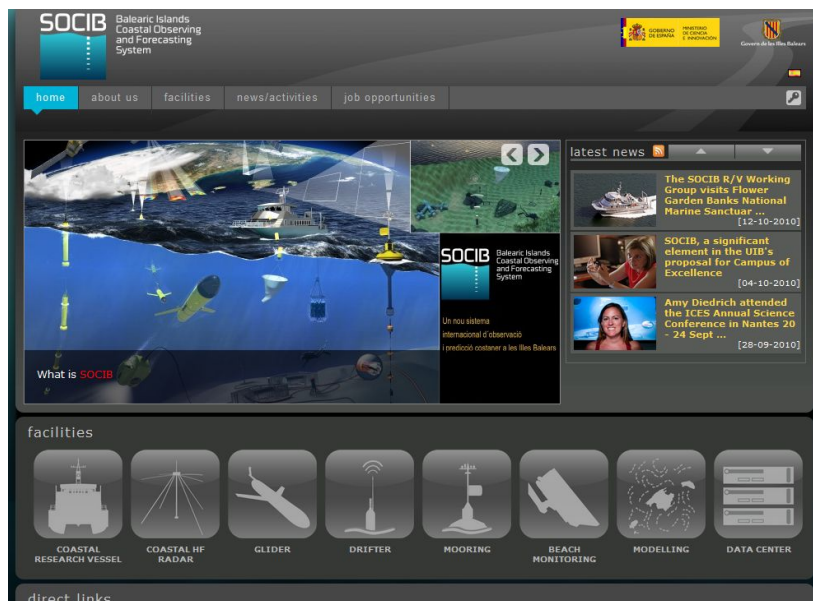 SOCIB
Balearic Islands
Coastal Observing
and Forecasting
System
GOBIERNO
DE ESPAÑA
MINISTERIO
DE CIENCIA
E INNOVACIÓN
Govern de les Illes Balears
home
about us
facilities
news/activities
job opportunities
SOCIB
Balearic Islands
Coastal Observing
and Forecasting
System
Un nou sistema
internacional d´observació
i predicció costaner a les Illes Balears
What is SOCIB
latest news
The SOCIB R/V Working
Group visits Flower
Garden Banks National
Marine Sanctuar ...
[12-10-2010]
SOCIB, a significant
element in the UIB's
proposal for Campus of
Excellence
[04-10-2010]
Amy Diedrich attended
the ICES Annual Science
Conference in Nantes 20
- 24 Sept ...
[28-09-2010]
facilities
COASTAL
RESEARCH VESSEL
COASTAL HF
RADAR
GLIDER
DRIFTER
MOORING
BEACH
MONITORING
MODELLING
DATA CENTER
direct links